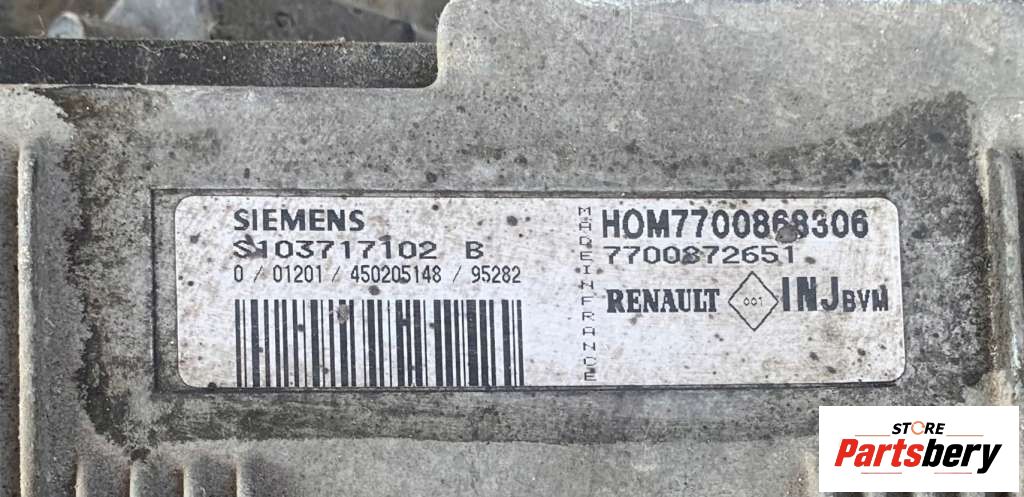 SIEMENS
S103717102 B
0 / 01201 / 450205148 / 95282
MADE IN FRANCE
HOM7700868306
7700872651
RENAULT 001 INJ BVM
STORE
Partsbery